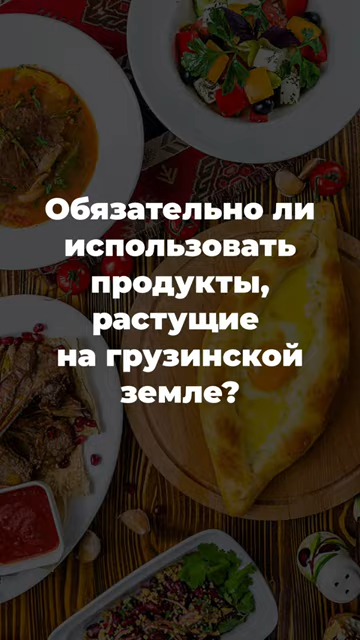 Обязательно ли
использовать
продукты,
растущие
на грузинской
земле?